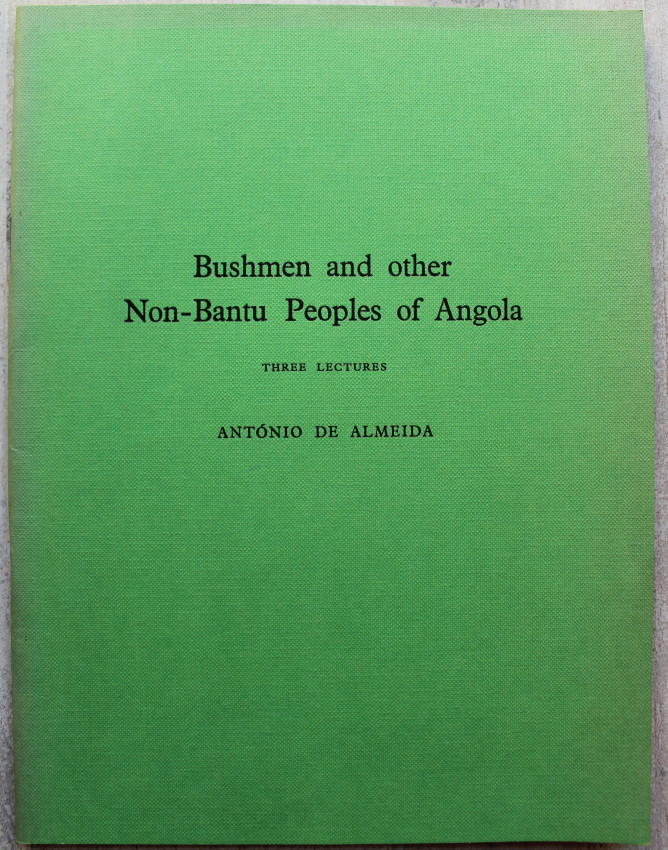 Bushmen and other
Non-Bantu Peoples of Angola
THREE LECTURES
ANTÓNIO DE ALMEIDA